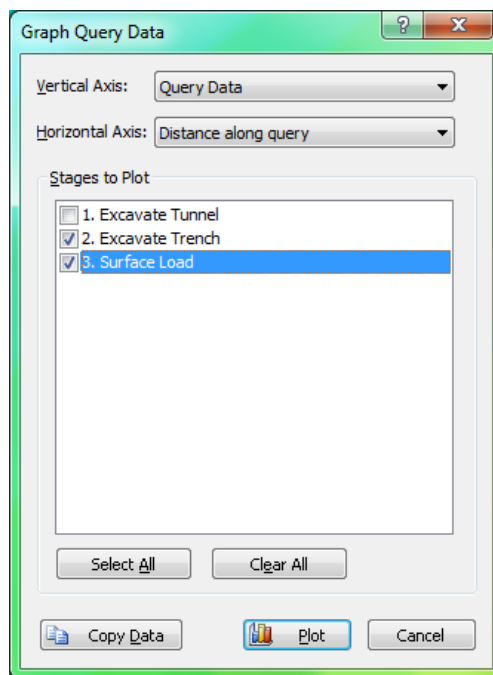 Graph Query Data
Vertical Axis: Query Data
Horizontal Axis: Distance along query
Stages to Plot
1. Excavate Tunnel
2. Excavate Trench
3. Surface Load
Select All Clear All
Copy Data Plot Cancel